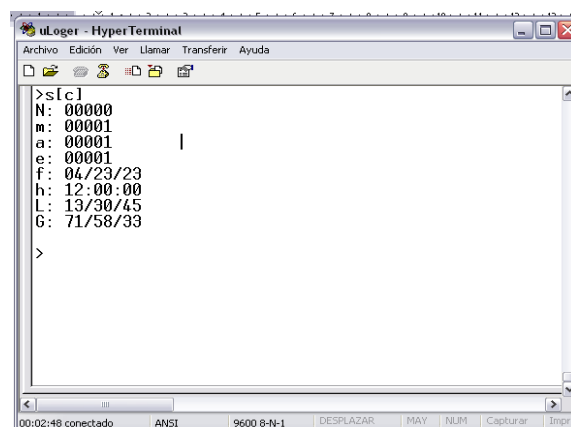 uLoger - HyperTerminal
Archivo Edición Ver Llamar Transferir Ayuda
>s[c]
N: 00000
m: 00001
a: 00001
e: 00001
f: 04/23/23
h: 12:00:00
L: 13/30/45
G: 71/58/33
>
00:02:48 conectado ANSI 9600 8-N-1 DESPLAZAR MAY NUM Capturar Impr